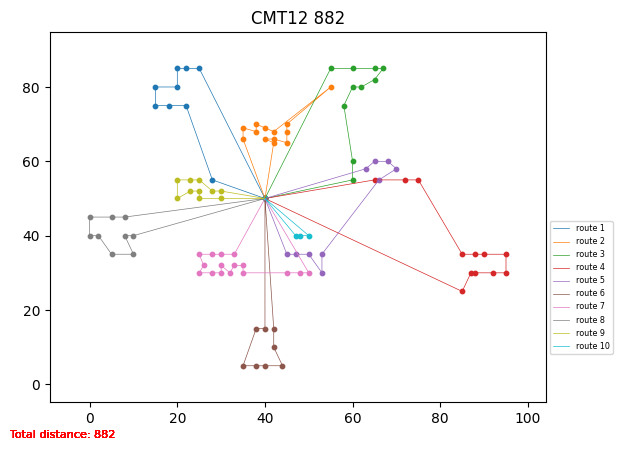 CMT12 882
80
60
40
20
0
0 20 40 60 80 100
route 1
route 2
route 3
route 4
route 5
route 6
route 7
route 8
route 9
route 10
Total distance: 882